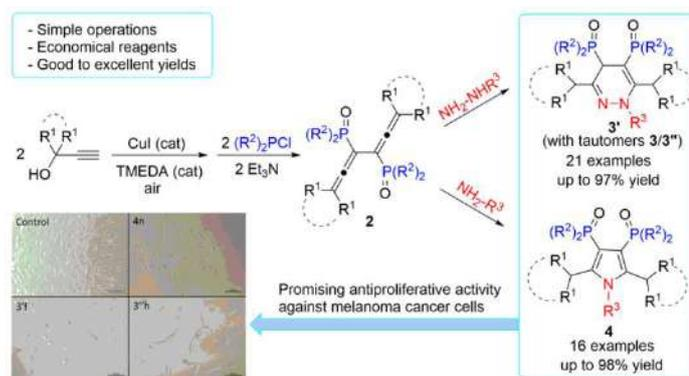 - Simple operations
- Economical reagents
- Good to excellent yields
2
R¹ R¹
HO
CuI (cat)
TMEDA (cat)
air
2 (R²)₂PCl
2 Et₃N
O
(R²)₂P
R¹
R¹
R¹
R¹
P(R²)₂
O
2
NH₂-NHR³
NH₂-R³
O O
(R²)₂P P(R²)₂
R¹ R¹
R¹ R¹
N N
R³
3'
(with tautomers 3/3")
21 examples
up to 97% yield
O O
(R²)₂P P(R²)₂
R¹ R¹
R¹ R¹
N
R³
4
16 examples
up to 98% yield
Promising antiproliferative activity
against melanoma cancer cells
Control
4n
3'f
3"h